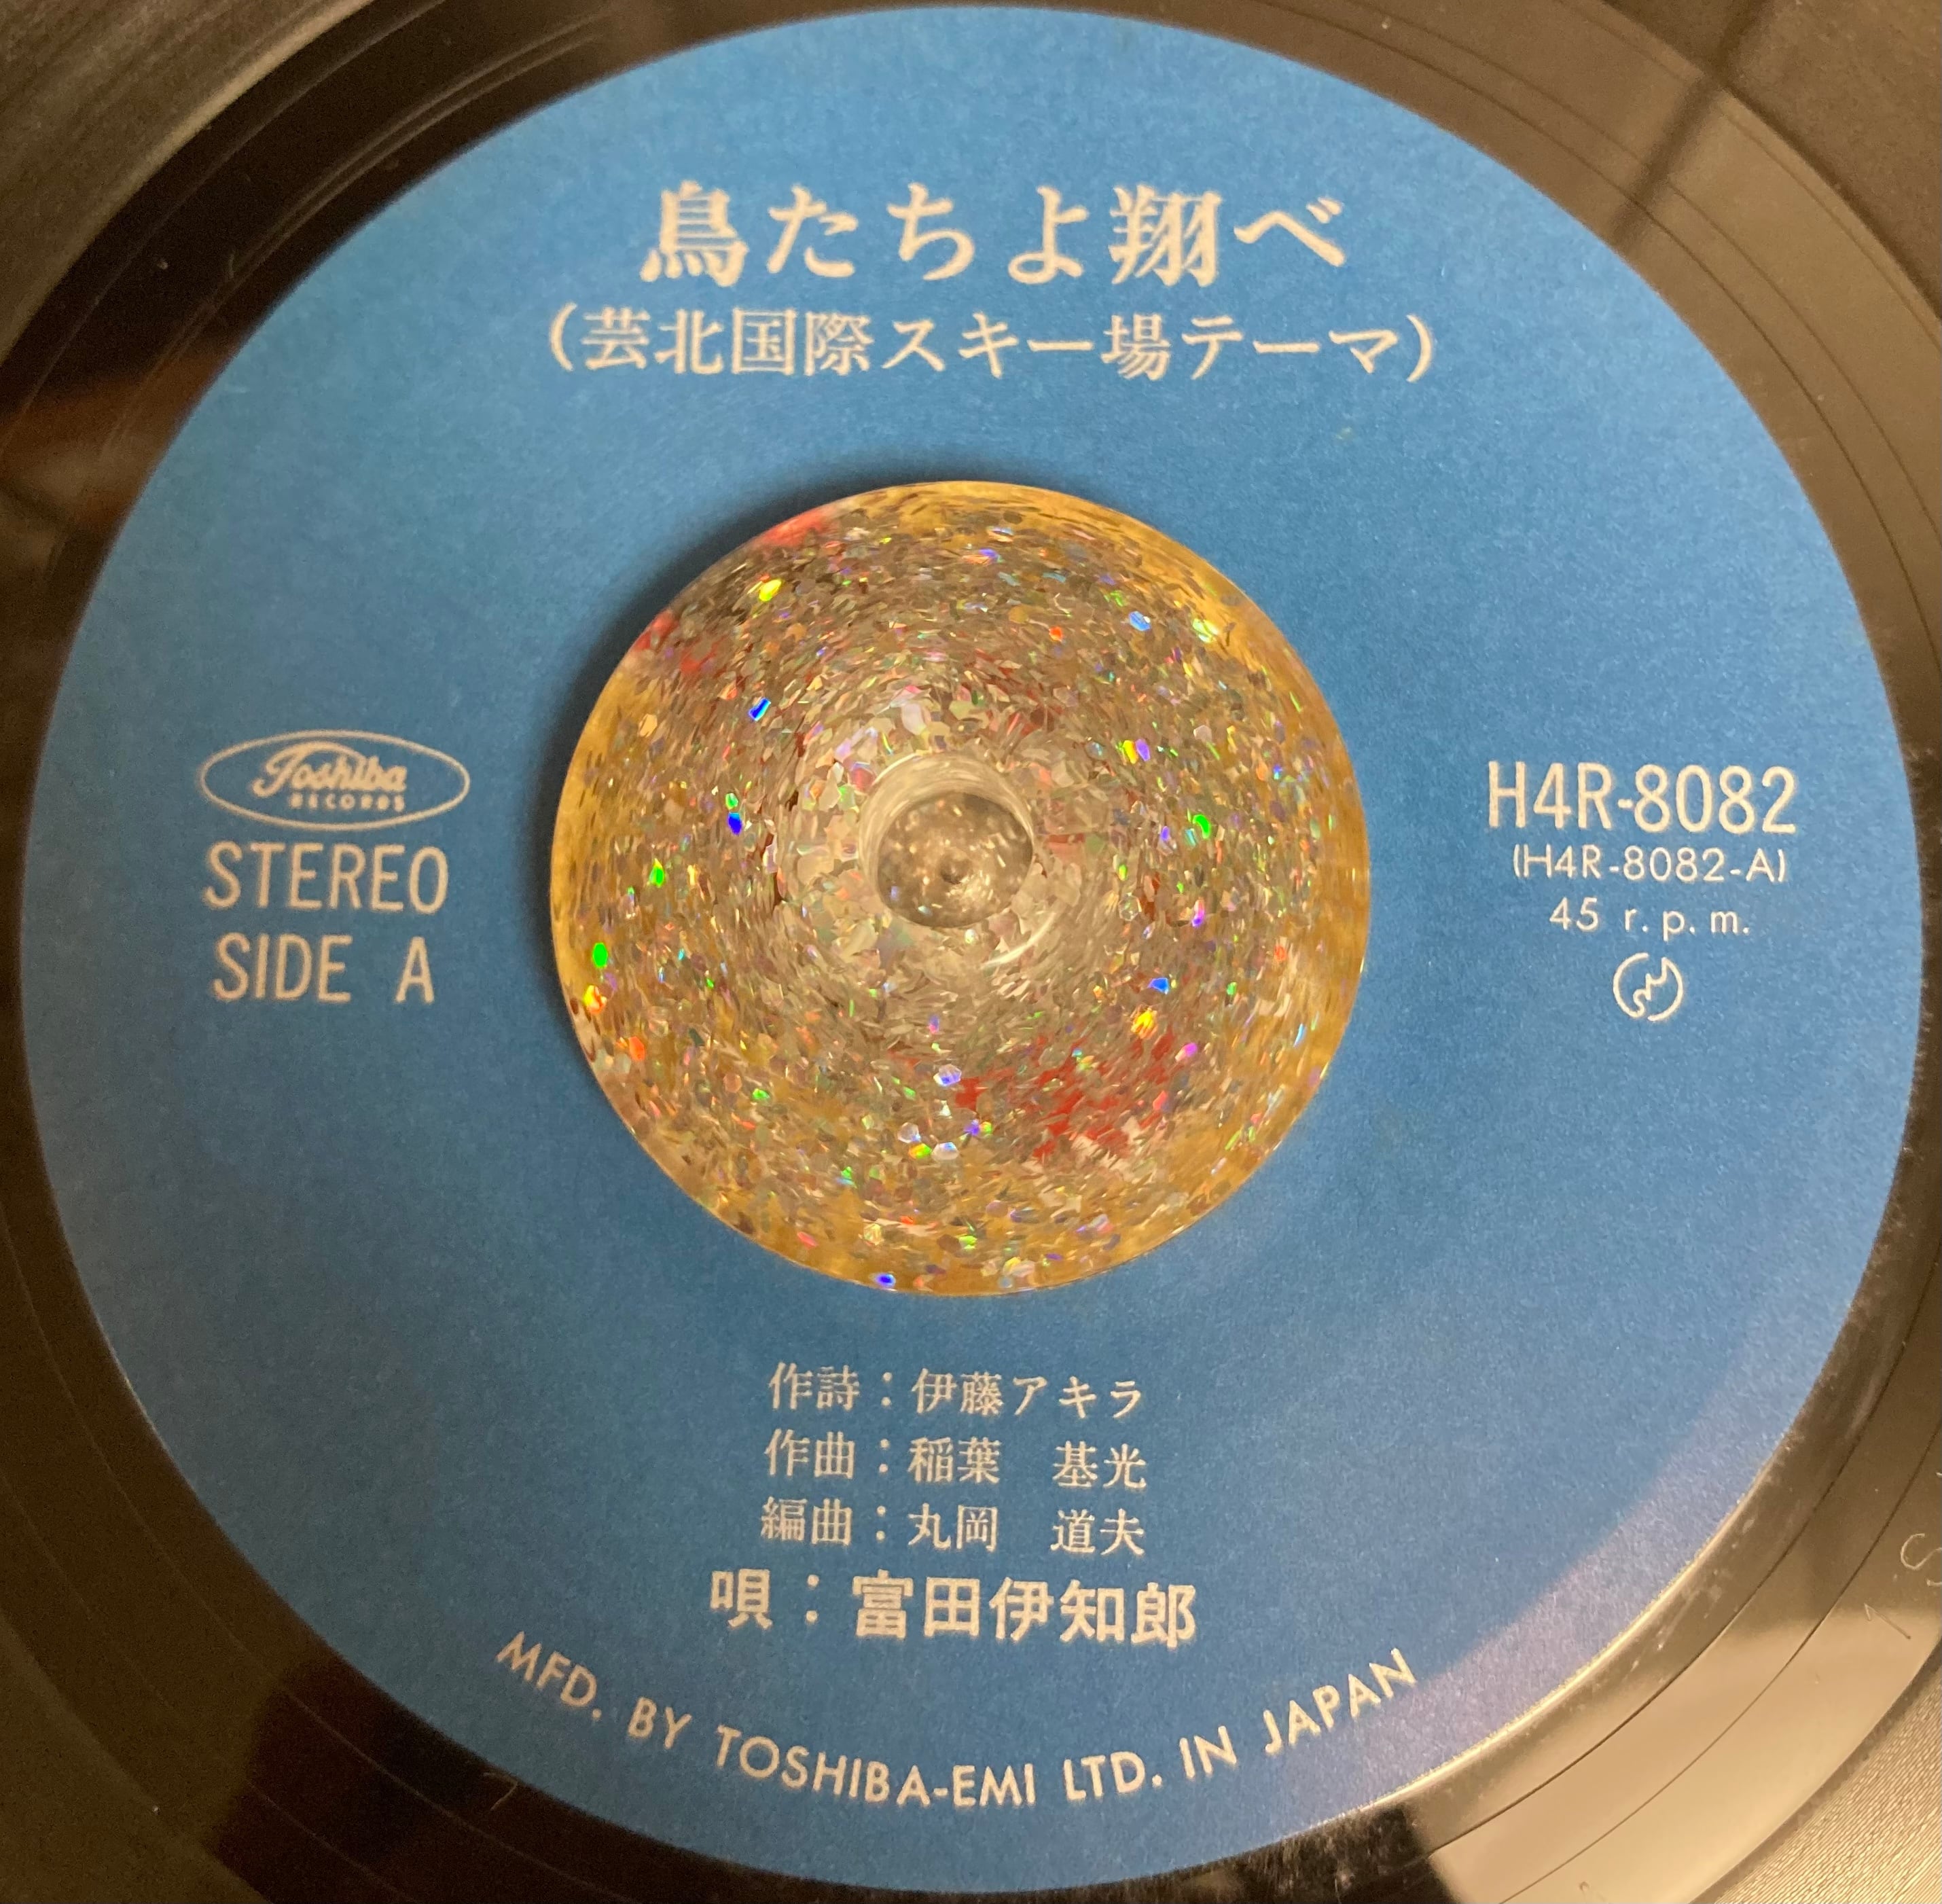 鳥たちよ翔べ
(芸北国際スキー場テーマ)
Toshiba
RECORDS
STEREO
SIDE A
H4R-8082
(H4R-8082-A)
45 r.p.m.
作詩：伊藤アキラ
作曲：稲葉　基光
編曲：丸岡　道夫
唄：富田伊知郎
MFD. BY TOSHIBA-EMI LTD. IN JAPAN